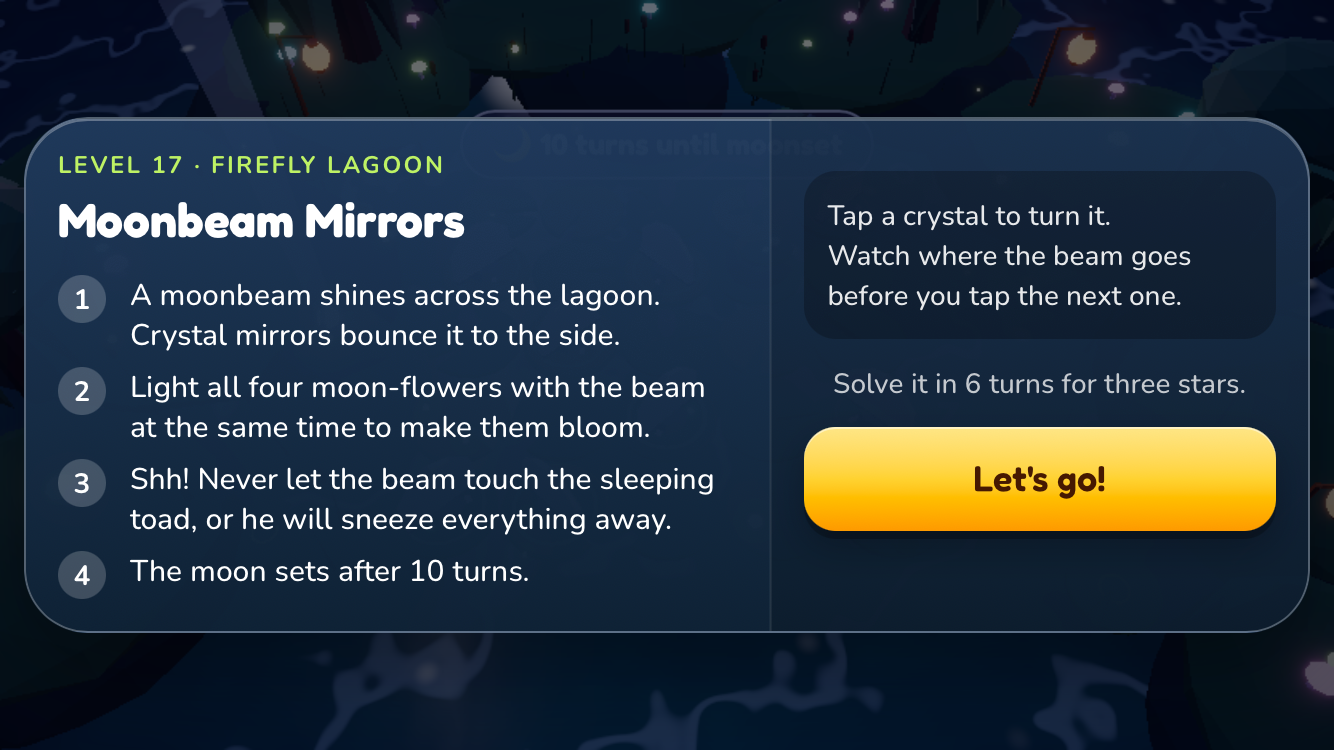 10 turns until moonset
LEVEL 17 · FIREFLY LAGOON
Moonbeam Mirrors
1 A moonbeam shines across the lagoon.
Crystal mirrors bounce it to the side.
2 Light all four moon-flowers with the beam
at the same time to make them bloom.
3 Shh! Never let the beam touch the sleeping
toad, or he will sneeze everything away.
4 The moon sets after 10 turns.
Tap a crystal to turn it.
Watch where the beam goes
before you tap the next one.
Solve it in 6 turns for three stars.
Let's go!